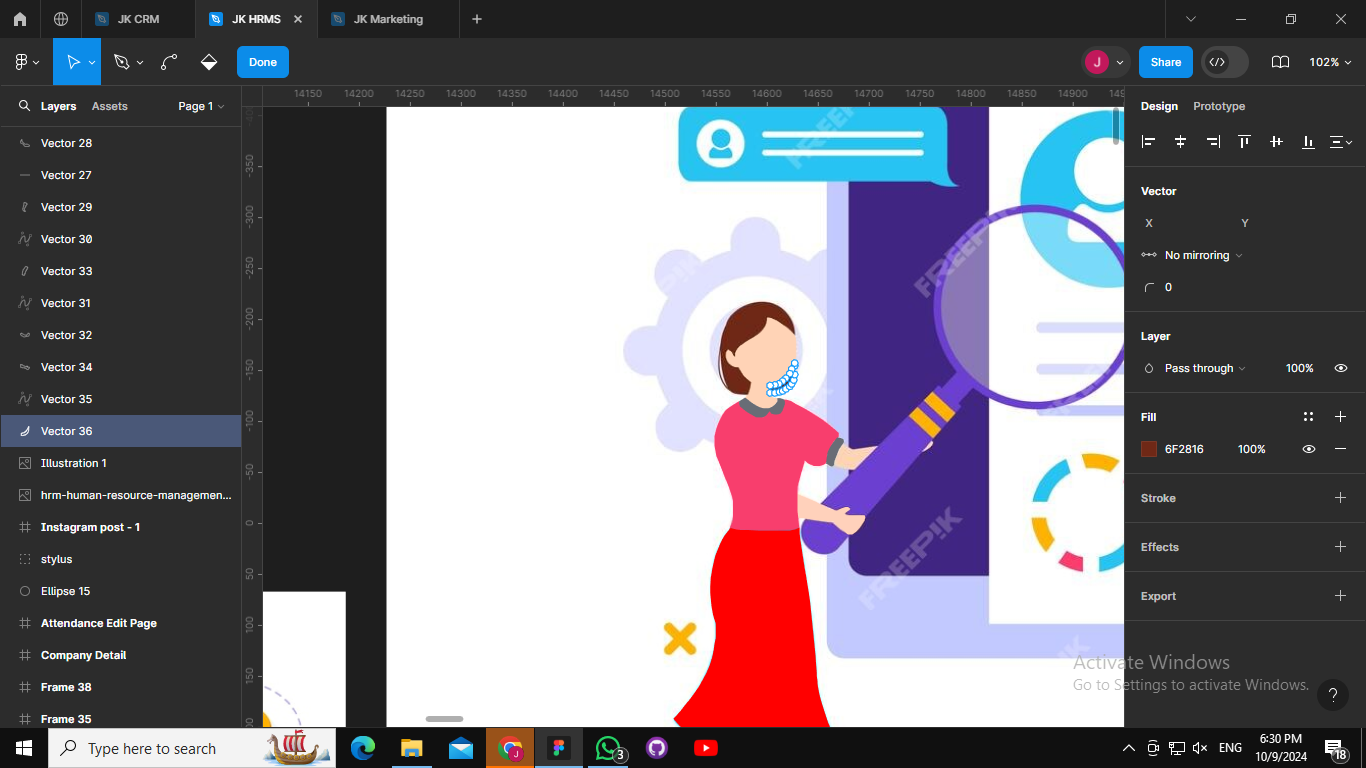 JK CRM
JK HRMS
JK Marketing
Done
J
Share
102%
Layers
Assets
Page 1
14150
14200
14250
14300
14350
14400
14450
14500
14550
14600
14650
14700
14750
14800
14850
14900
Design
Prototype
Vector 28
Vector 27
Vector 29
Vector 30
Vector 33
Vector 31
Vector 32
Vector 34
Vector 35
Vector 36
Illustration 1
hrm-human-resource-managemen...
Instagram post - 1
stylus
Ellipse 15
Attendance Edit Page
Company Detail
Frame 38
Frame 35
-350
-300
-250
-200
-150
-100
-50
0
50
100
150
FREEPIK
FREEPIK
FREEPIK
Vector
X
Y
No mirroring
0
Layer
Pass through
100%
Fill
6F2816
100%
Stroke
Effects
Export
Activate Windows
Go to Settings to activate Windows.
?
Type here to search
J
3
ENG
6:30 PM
10/9/2024
18